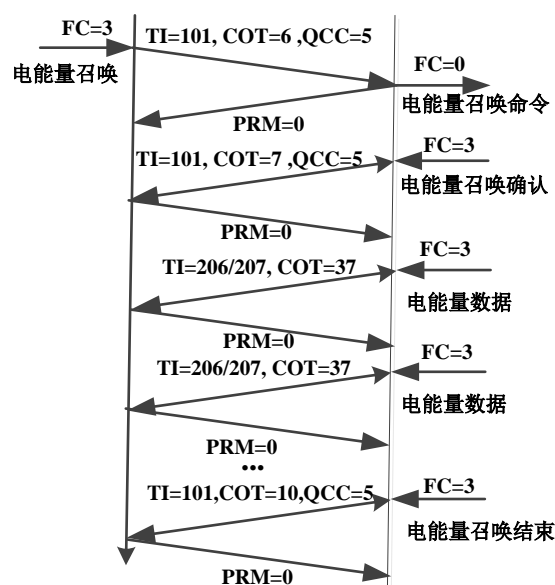 FC=3
TI=101, COT=6 ,QCC=5
FC=0
电能量召唤
电能量召唤命令
PRM=0
TI=101, COT=7 ,QCC=5
FC=3
电能量召唤确认
PRM=0
TI=206/207, COT=37
FC=3
电能量数据
PRM=0
TI=206/207, COT=37
FC=3
电能量数据
PRM=0
...
TI=101,COT=10,QCC=5
FC=3
电能量召唤结束
PRM=0